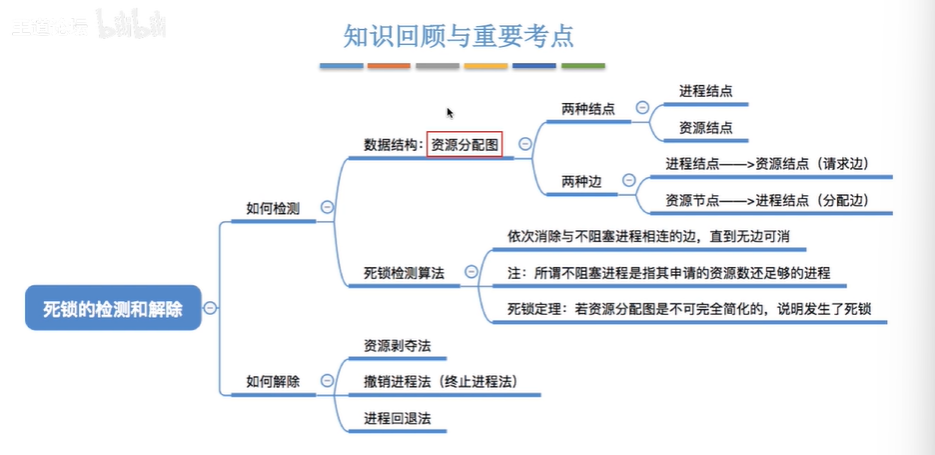 知识回顾与重要考点
死锁的检测和解除
如何检测
数据结构：资源分配图
两种结点
进程结点
资源结点
两种边
进程结点——>资源结点（请求边）
资源节点——>进程结点（分配边）
死锁检测算法
依次消除与不阻塞进程相连的边，直到无边可消
注：所谓不阻塞进程是指其申请的资源数还足够的进程
死锁定理：若资源分配图是不可完全简化的，说明发生了死锁
如何解除
资源剥夺法
撤销进程法（终止进程法）
进程回退法